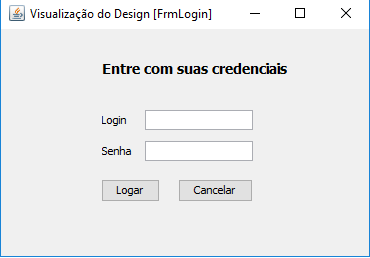 Visualização do Design [FrmLogin]
Entre com suas credenciais
Login
Senha
Logar Cancelar